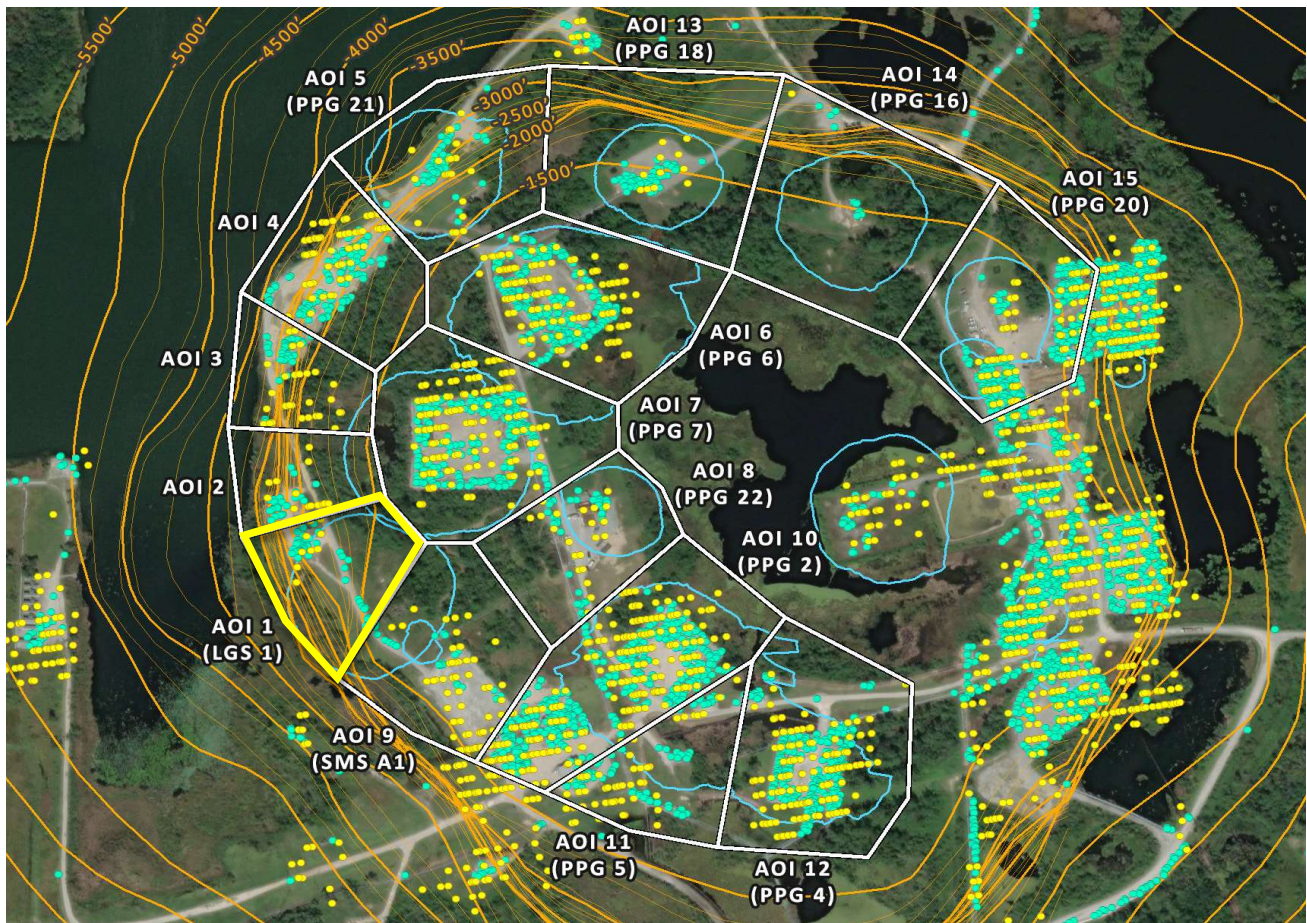 -5500'
-5000'
-4500'
-4000'
-3500'
-3000'
-2500'
-2000'
-1500'
AOI 13
(PPG 18)
AOI 5
(PPG 21)
AOI 14
(PPG 16)
AOI 15
(PPG 20)
AOI 4
AOI 3
AOI 6
(PPG 6)
AOI 7
(PPG 7)
AOI 2
AOI 8
(PPG 22)
AOI 10
(PPG 2)
AOI 1
(LGS 1)
AOI 9
(SMS A1)
AOI 11
(PPG 5)
AOI 12
(PPG 4)